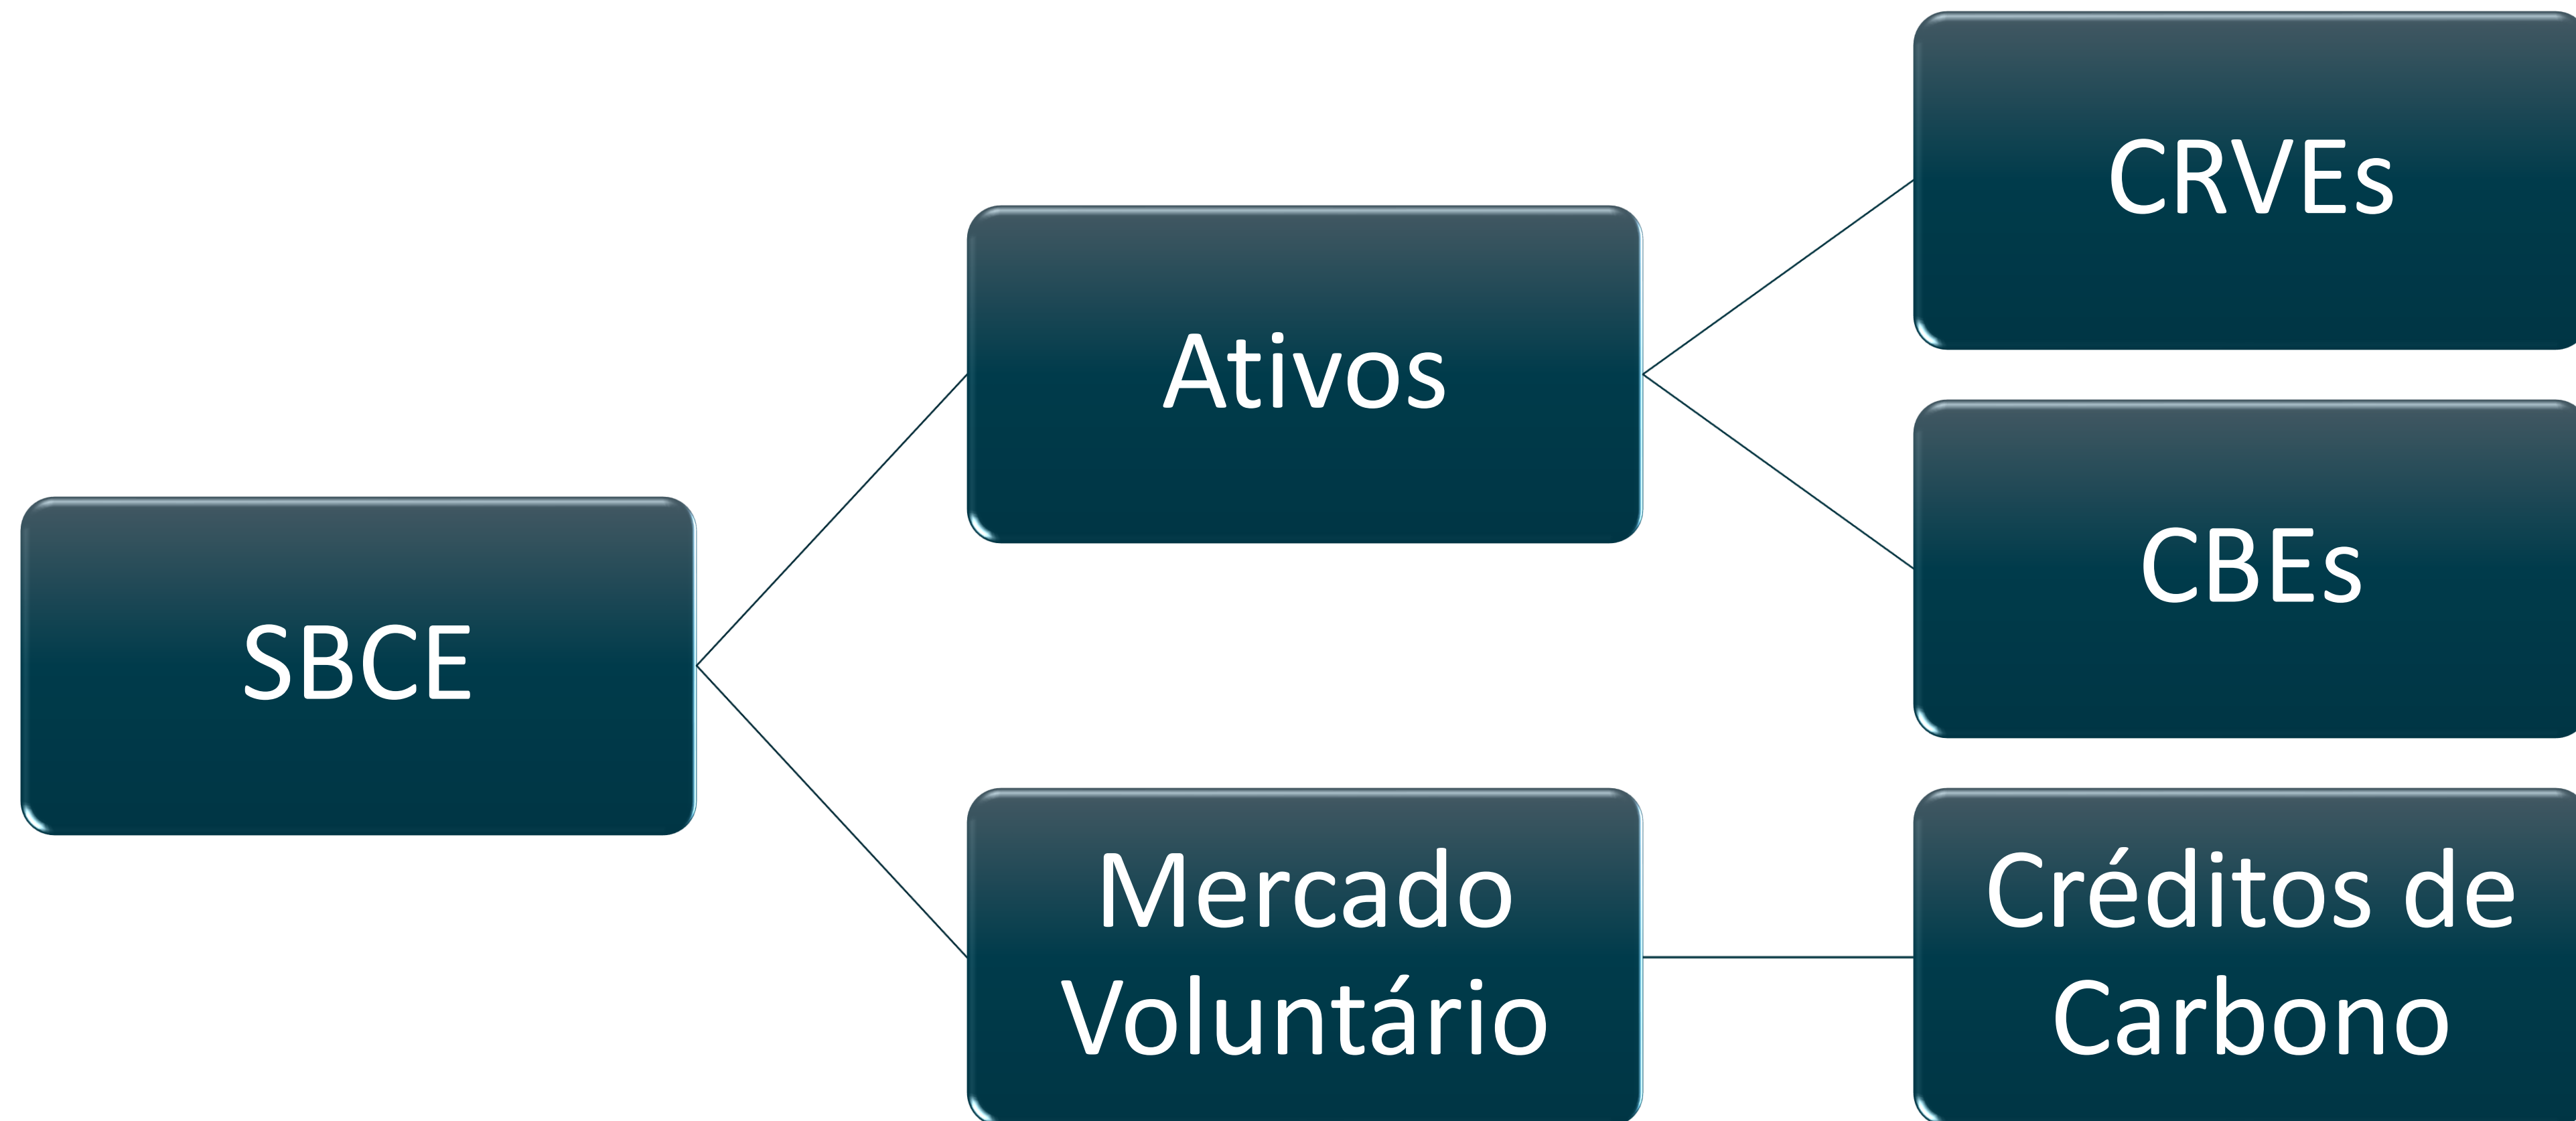 SBCE
Ativos
CRVEs
CBEs
Mercado
Voluntário
Créditos de
Carbono